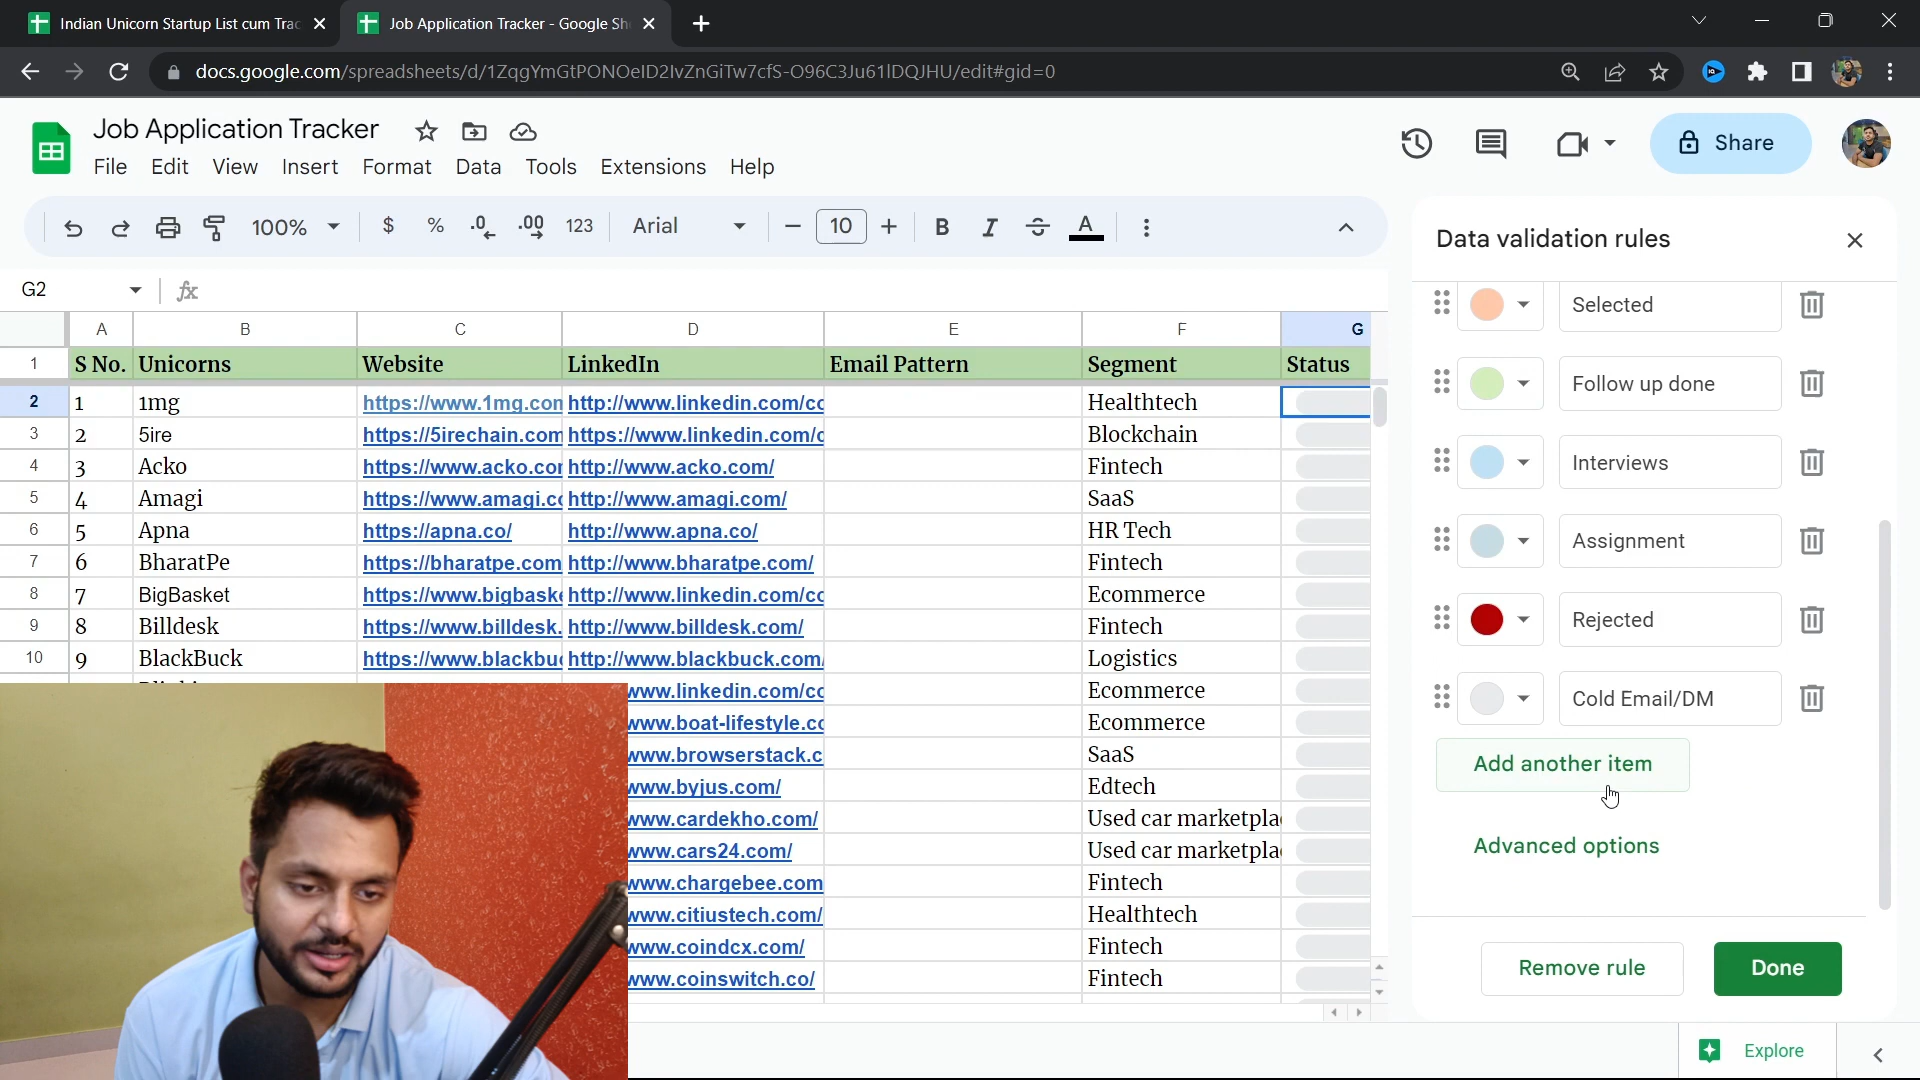 Indian Unicorn Startup List cum Trac
Job Application Tracker - Google Sh
docs.google.com/spreadsheets/d/1ZqgYmGtPONOeID2IvZnGiTw7cfS-O96C3Ju61IDQJHU/edit#gid=0
Job Application Tracker
File Edit View Insert Format Data Tools Extensions Help
Share
100% $ % .0 .00 123 Arial 10 B I S A
G2 fx
A B C D E F G
1 S No. Unicorns Website LinkedIn Email Pattern Segment Status
2 1 1mg https://www.1mg.con http://www.linkedin.com/cc Healthtech
3 2 5ire https://5irechain.com https://www.linkedin.com/c Blockchain
4 3 Acko https://www.acko.cor http://www.acko.com/ Fintech
5 4 Amagi https://www.amagi.cc http://www.amagi.com/ SaaS
6 5 Apna https://apna.co/ http://www.apna.co/ HR Tech
7 6 BharatPe https://bharatpe.com http://www.bharatpe.com/ Fintech
8 7 BigBasket https://www.bigbaske http://www.linkedin.com/cc Ecommerce
9 8 Billdesk https://www.billdesk. http://www.billdesk.com/ Fintech
10 9 BlackBuck https://www.blackbuc http://www.blackbuck.com/ Logistics
www.linkedin.com/cc Ecommerce
www.boat-lifestyle.cc Ecommerce
www.browserstack.c SaaS
www.byjus.com/ Edtech
www.cardekho.com/ Used car marketpla
www.cars24.com/ Used car marketpla
www.chargebee.com Fintech
www.citiustech.com/ Healthtech
www.coindcx.com/ Fintech
www.coinswitch.co/ Fintech
Data validation rules
Selected
Follow up done
Interviews
Assignment
Rejected
Cold Email/DM
Add another item
Advanced options
Remove rule Done
Explore